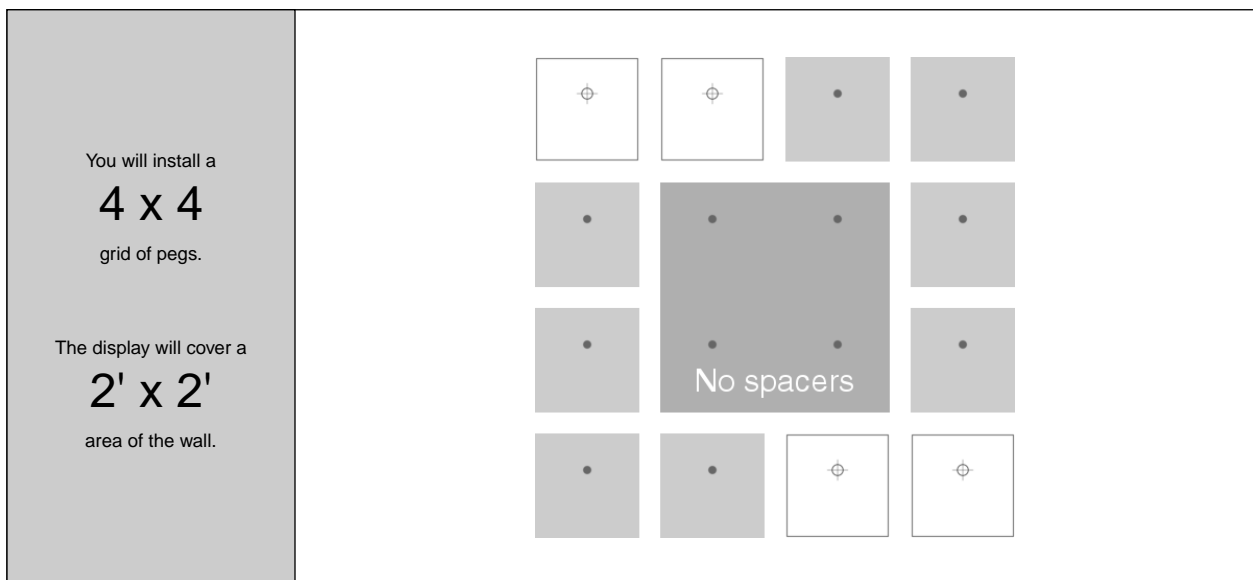 You will install a
4 x 4
grid of pegs.
The display will cover a
2' x 2'
area of the wall.
No spacers